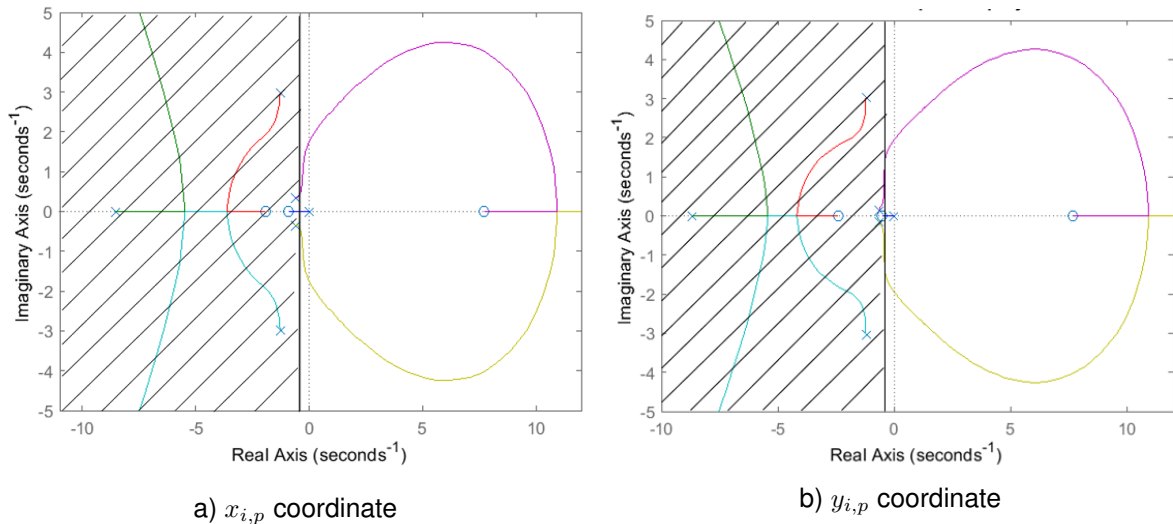 5
4
3
2
1
0
-1
-2
-3
-4
-5
Imaginary Axis (seconds-1)
-10 -5 0 5 10
Real Axis (seconds-1)
a) xi,p coordinate
5
4
3
2
1
0
-1
-2
-3
-4
-5
Imaginary Axis (seconds-1)
-10 -5 0 5 10
Real Axis (seconds-1)
b) yi,p coordinate